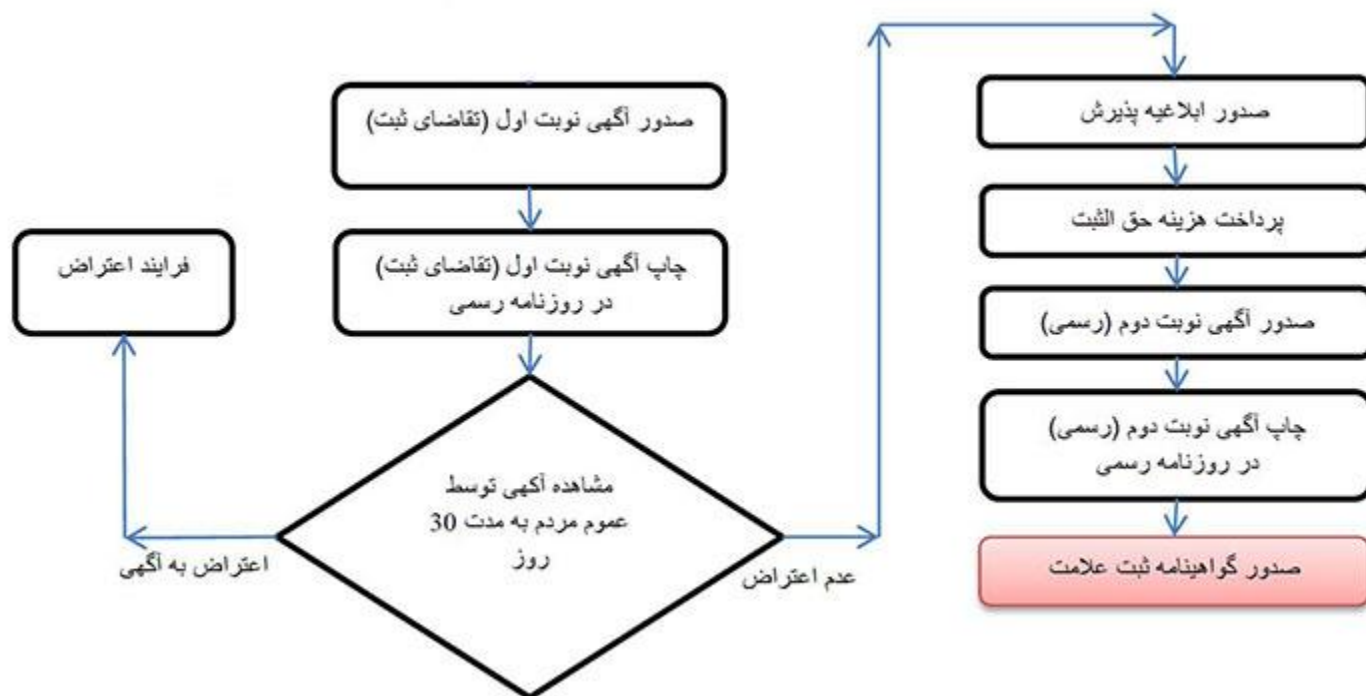 صدور آگهی نوبت اول (تقاضای ثبت)
چاپ آگهی نوبت اول (تقاضای ثبت)
در روزنامه رسمی
مشاهده آکهی توسط
عموم مردم به مدت 30
روز
اعتراض به آگهی
فرایند اعتراض
عدم اعتراض
صدور ابلاغیه پذیرش
پرداخت هزینه حق الثبت
صدور آگهی نوبت دوم (رسمی)
چاپ آگهی نوبت دوم (رسمی)
در روزنامه رسمی
صدور گواهینامه ثبت علامت